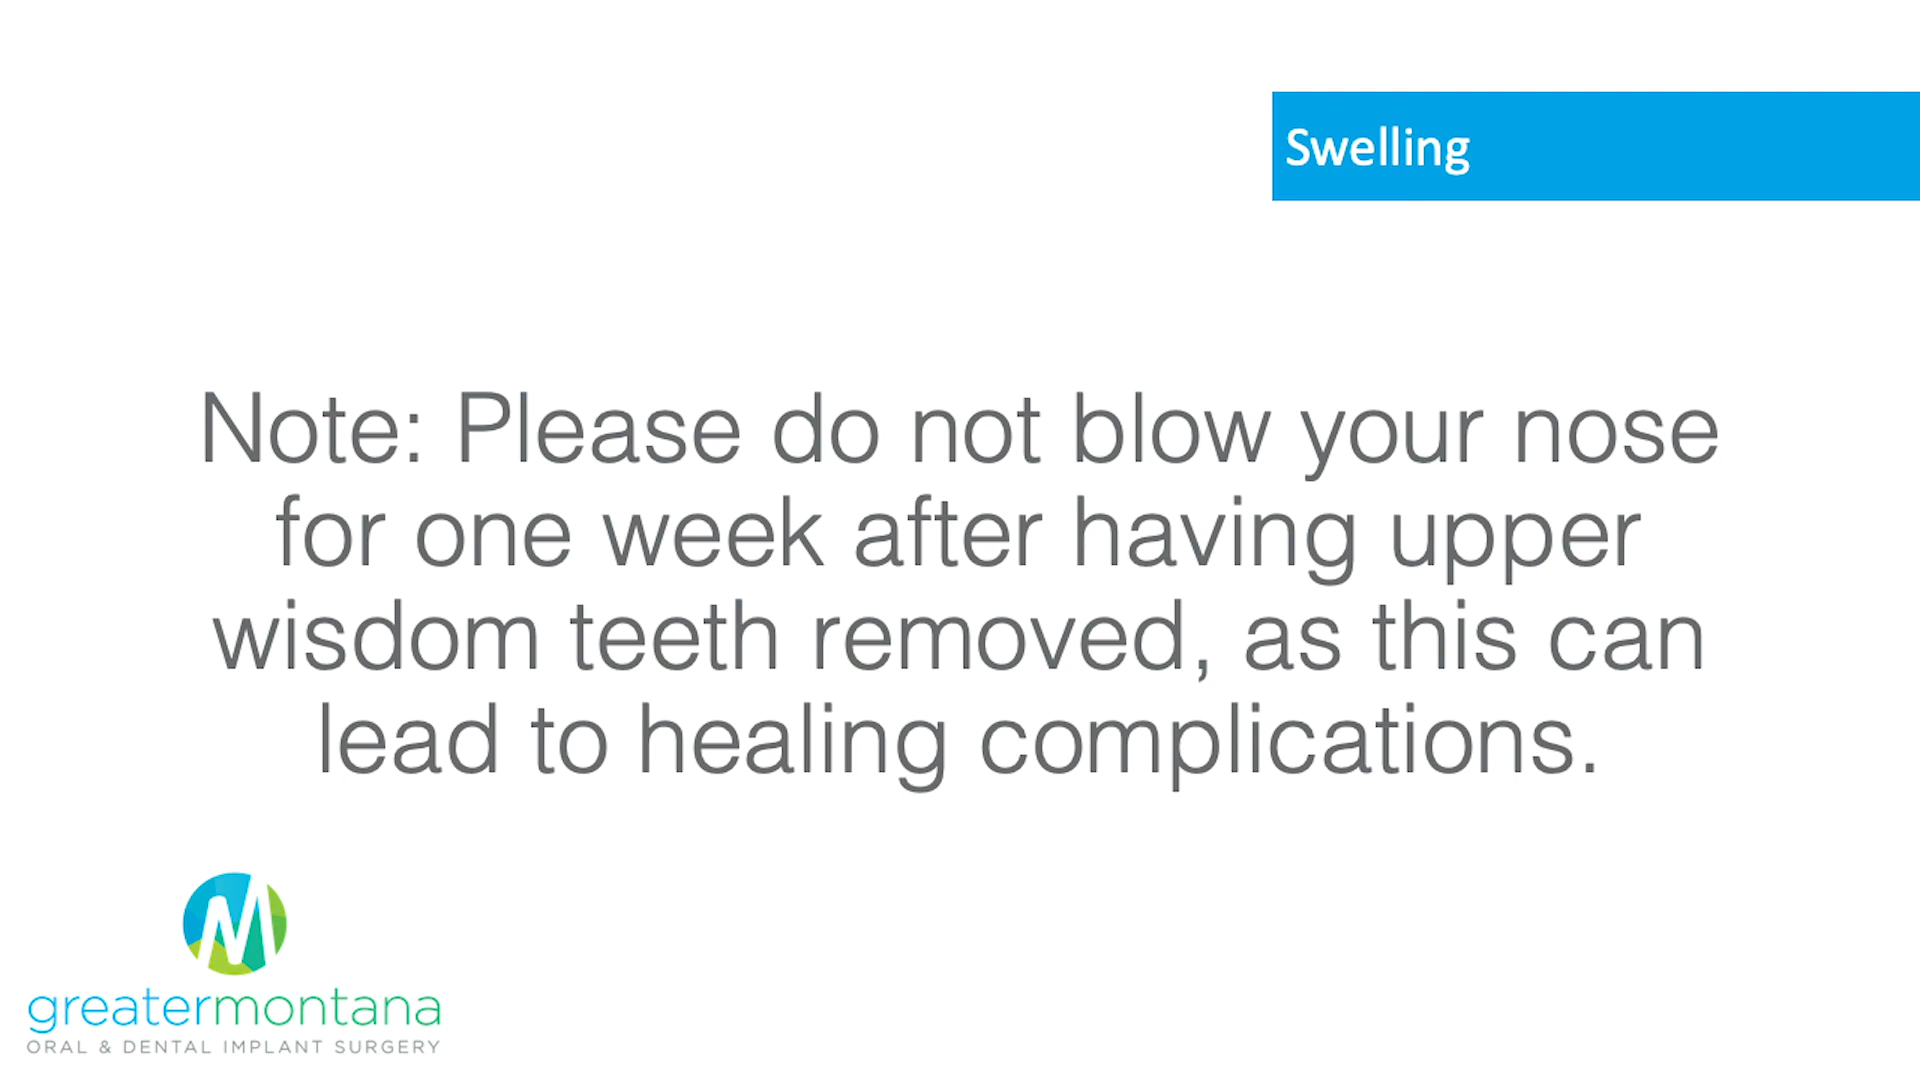 Swelling
Note: Please do not blow your nose
for one week after having upper
wisdom teeth removed, as this can
lead to healing complications.
M
greatermontana
ORAL & DENTAL IMPLANT SURGERY